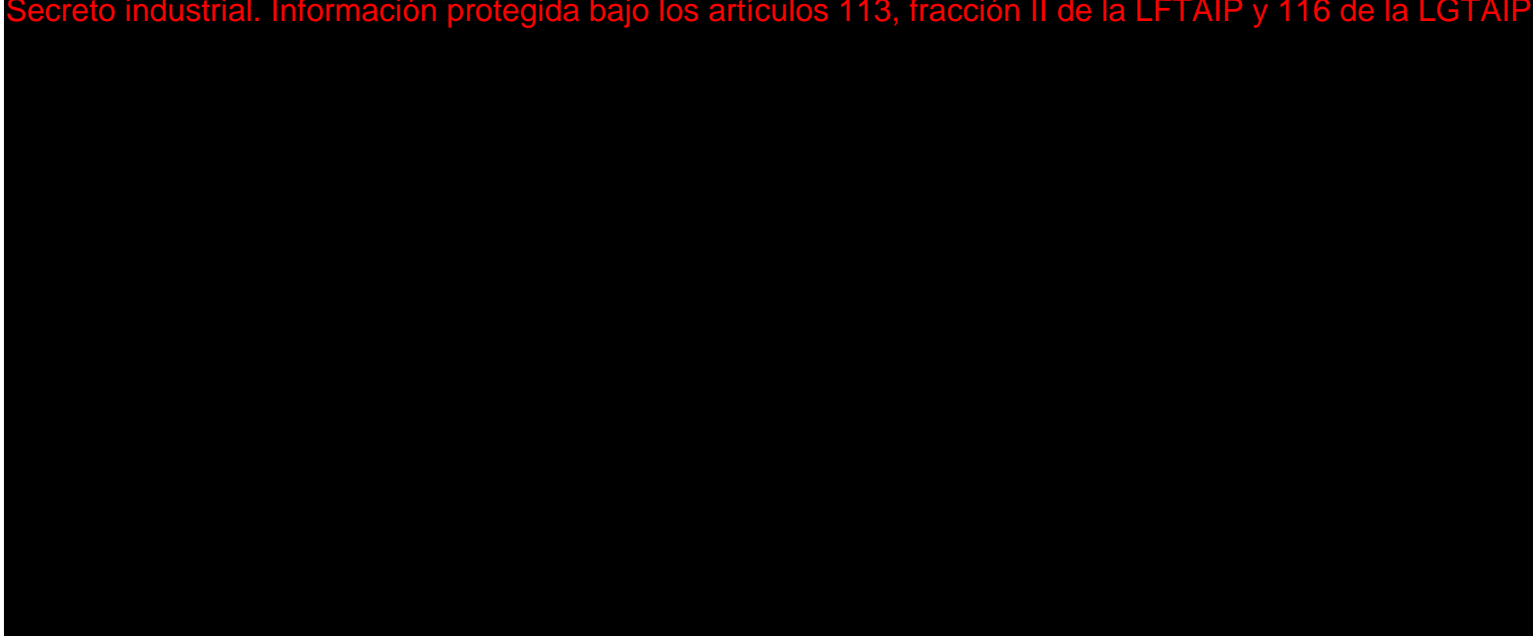 Secreto industrial. Información protegida bajo los artículos 113, fracción II de la LFTAIP y 116 de la LGTAIP